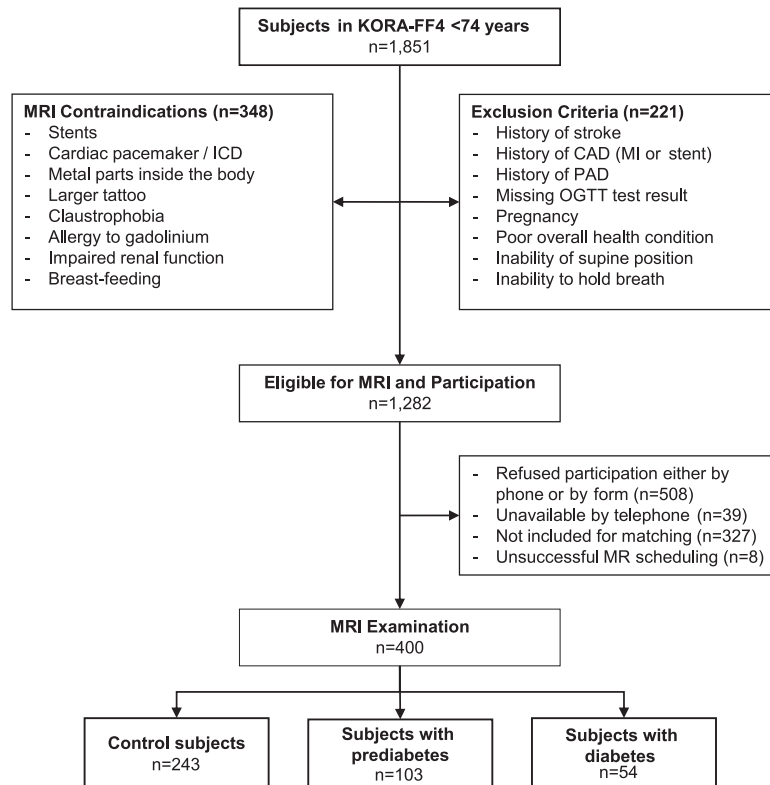 Subjects in KORA-FF4 <74 years
n=1,851
MRI Contraindications (n=348)
- Stents
- Cardiac pacemaker / ICD
- Metal parts inside the body
- Larger tattoo
- Claustrophobia
- Allergy to gadolinium
- Impaired renal function
- Breast-feeding
Exclusion Criteria (n=221)
- History of stroke
- History of CAD (MI or stent)
- History of PAD
- Missing OGTT test result
- Pregnancy
- Poor overall health condition
- Inability of supine position
- Inability to hold breath
Eligible for MRI and Participation
n=1,282
- Refused participation either by
phone or by form (n=508)
- Unavailable by telephone (n=39)
- Not included for matching (n=327)
- Unsuccessful MR scheduling (n=8)
MRI Examination
n=400
Control subjects
n=243
Subjects with
prediabetes
n=103
Subjects with
diabetes
n=54